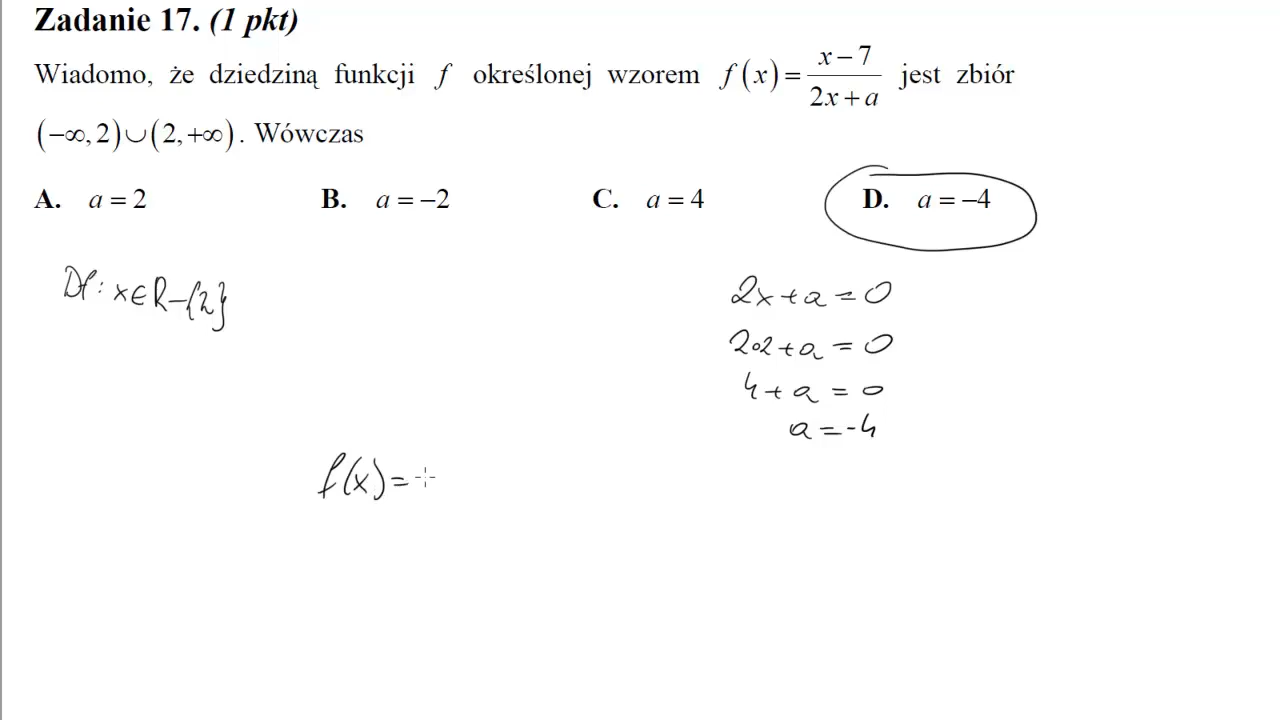 Zadanie 17. (1 pkt)
Wiadomo, że dziedziną funkcji f określonej wzorem f(x) = (x − 7)/(2x + a) jest zbiór
(−∞, 2) ∪ (2, +∞). Wówczas
A. a = 2 B. a = −2 C. a = 4 D. a = −4
Df: x∈R−{2}
2x + a = 0
2∘2 + a = 0
4 + a = 0
a = -4
f(x) =